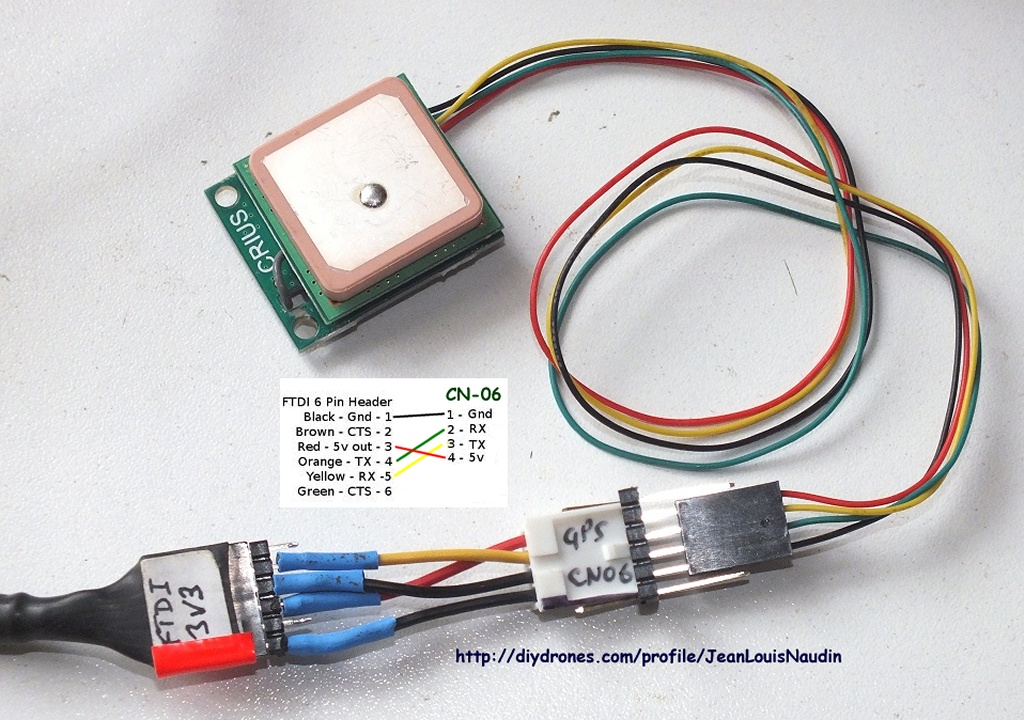 CRIUS
FTDI 6 Pin Header
Black - Gnd - 1
Brown - CTS - 2
Red - 5v out - 3
Orange - TX - 4
Yellow - RX -5
Green - CTS - 6
CN-06
1 - Gnd
2 - RX
3 - TX
4 - 5v
GPS
CN06
FTDI
3V3
http://diydrones.com/profile/JeanLouisNaudin